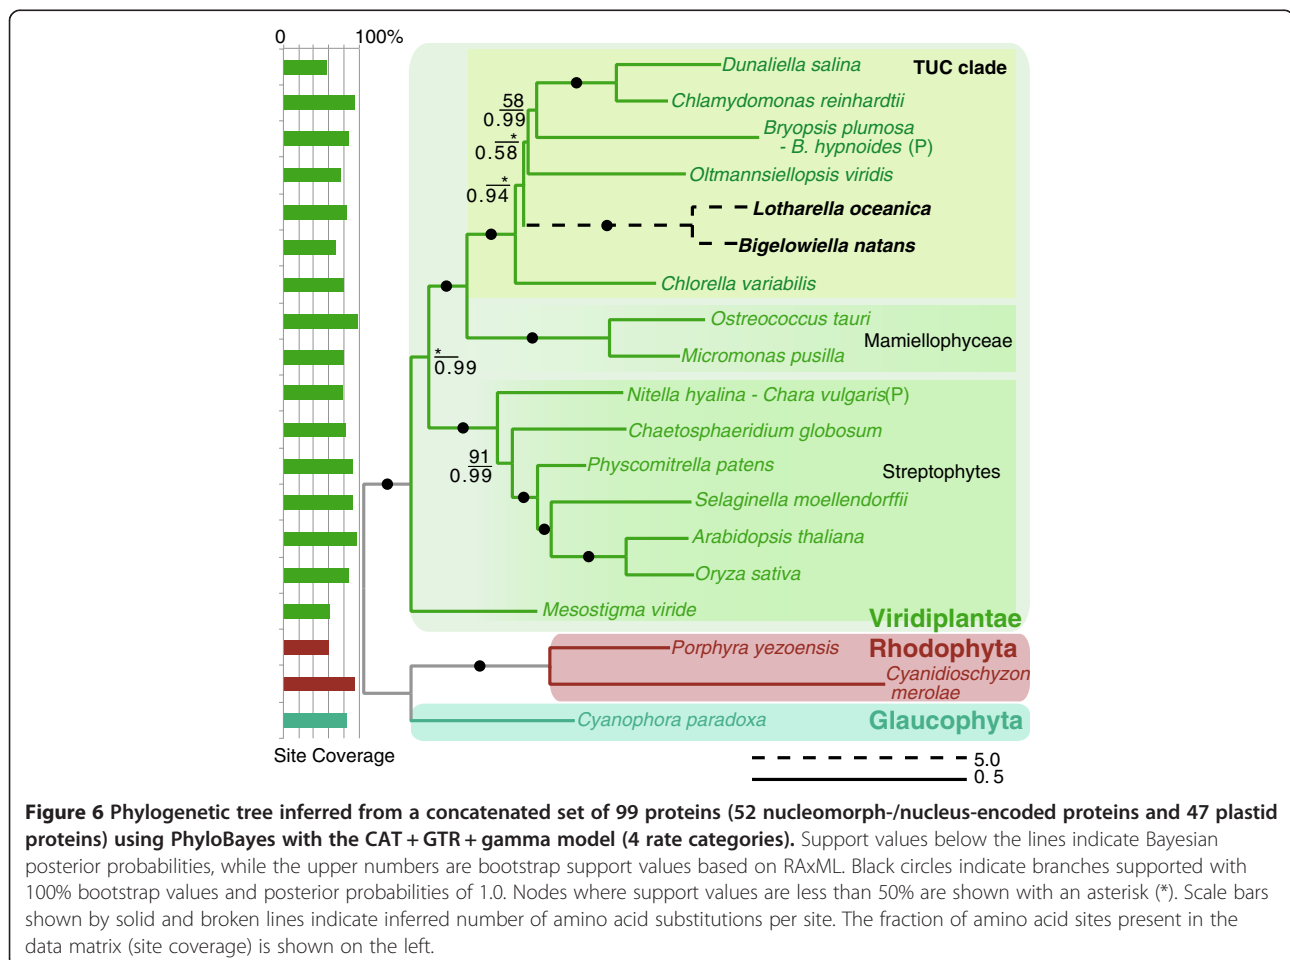 0 100%
Dunaliella salina
TUC clade
Chlamydomonas reinhardtii
58
0.99
Bryopsis plumosa
- B. hypnoides (P)
*
0.58
Oltmannsiellopsis viridis
*
0.94
Lotharella oceanica
Bigelowiella natans
Chlorella variabilis
Ostreococcus tauri
Mamiellophyceae
Micromonas pusilla
*
0.99
Nitella hyalina - Chara vulgaris(P)
Chaetosphaeridium globosum
91
0.99
Physcomitrella patens
Streptophytes
Selaginella moellendorffii
Arabidopsis thaliana
Oryza sativa
Mesostigma viride
Viridiplantae
Porphyra yezoensis
Rhodophyta
Cyanidioschyzon
merolae
Cyanophora paradoxa
Glaucophyta
Site Coverage
5.0
0.5
Figure 6 Phylogenetic tree inferred from a concatenated set of 99 proteins (52 nucleomorph-/nucleus-encoded proteins and 47 plastid
proteins) using PhyloBayes with the CAT + GTR + gamma model (4 rate categories). Support values below the lines indicate Bayesian
posterior probabilities, while the upper numbers are bootstrap support values based on RAxML. Black circles indicate branches supported with
100% bootstrap values and posterior probabilities of 1.0. Nodes where support values are less than 50% are shown with an asterisk (*). Scale bars
shown by solid and broken lines indicate inferred number of amino acid substitutions per site. The fraction of amino acid sites present in the
data matrix (site coverage) is shown on the left.